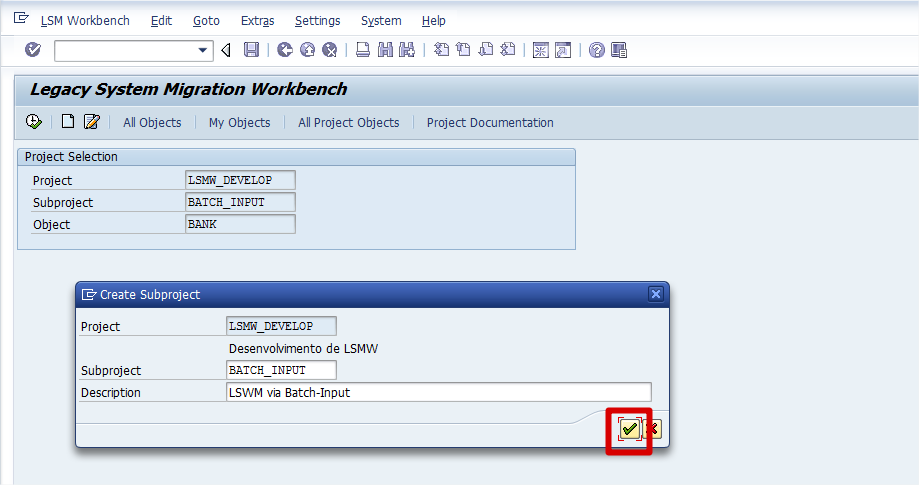 LSM Workbench Edit Goto Extras Settings System Help
Legacy System Migration Workbench
All Objects My Objects All Project Objects Project Documentation
Project Selection
Project LSMW_DEVELOP
Subproject BATCH_INPUT
Object BANK
Create Subproject
Project LSMW_DEVELOP
Desenvolvimento de LSMW
Subproject BATCH_INPUT
Description LSWM via Batch-Input